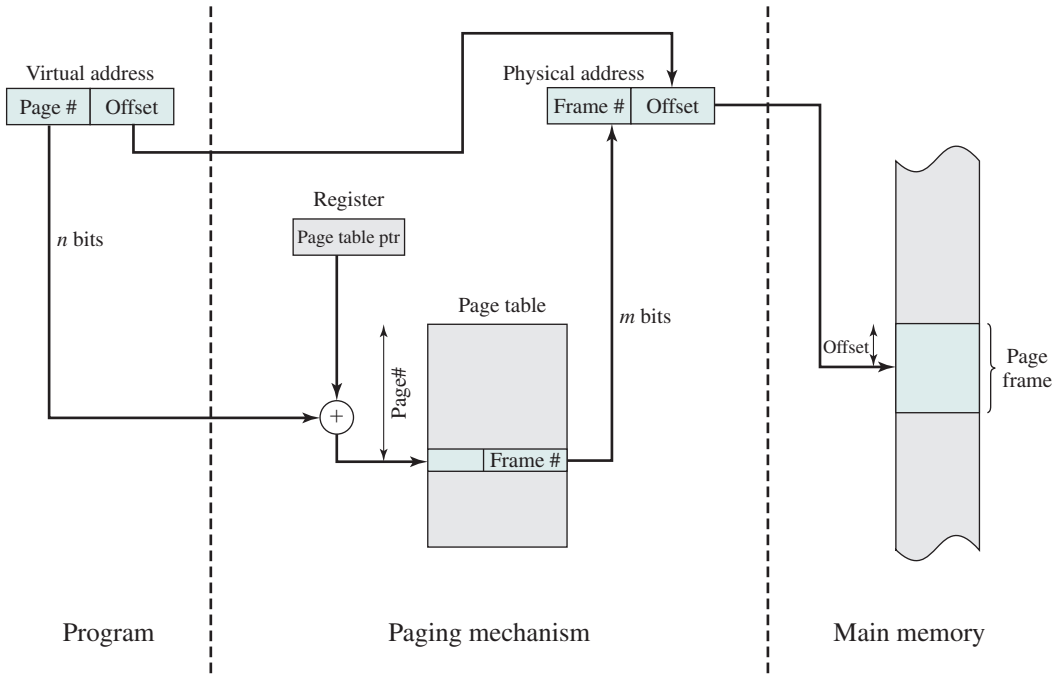 Virtual address
Page # Offset
Physical address
Frame # Offset
n bits
Register
Page table ptr
Page table
m bits
Page#
+
Frame #
Offset
Page
frame
Program
Paging mechanism
Main memory